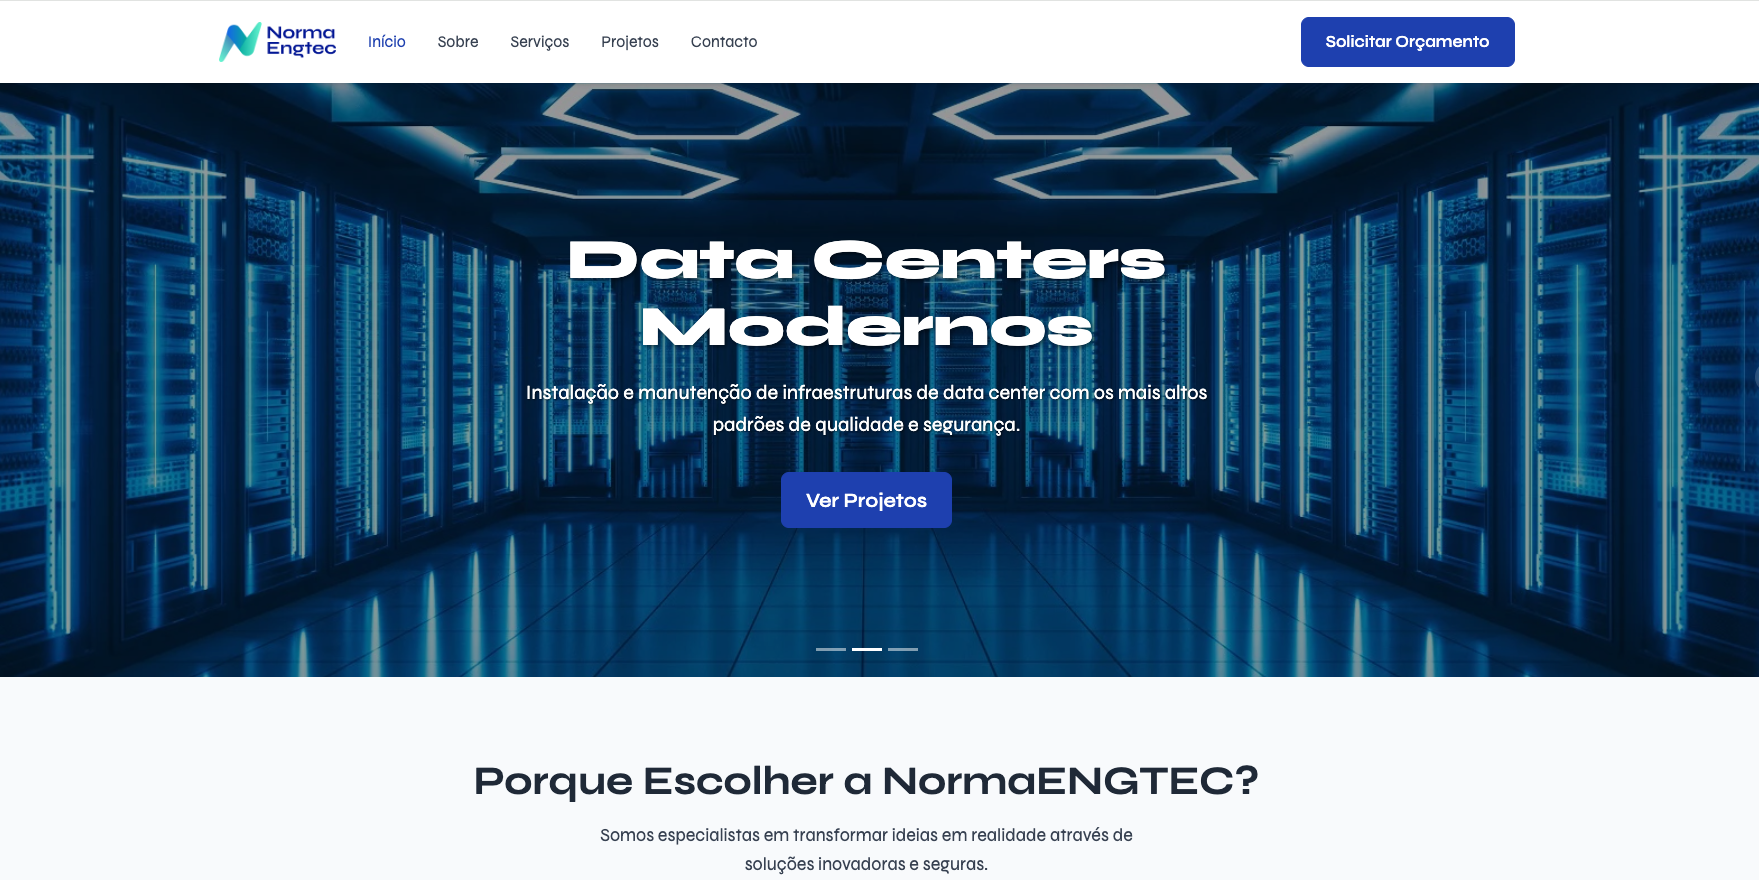 Norma
Engtec
Início
Sobre
Serviços
Projetos
Contacto
Solicitar Orçamento
Data Centers
Modernos
Instalação e manutenção de infraestruturas de data center com os mais altos
padrões de qualidade e segurança.
Ver Projetos
Porque Escolher a NormaENGTEC?
Somos especialistas em transformar ideias em realidade através de
soluções inovadoras e seguras.